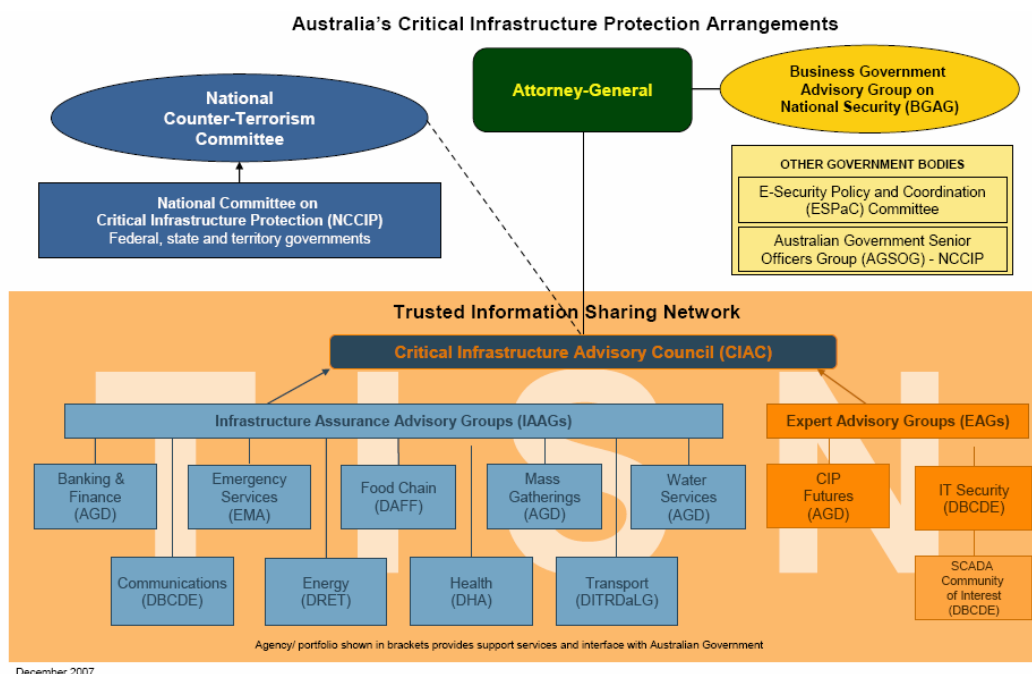 Australia's Critical Infrastructure Protection Arrangements
National
Counter-Terrorism
Committee
Attorney-General
Business Government
Advisory Group on
National Security (BGAG)
National Committee on
Critical Infrastructure Protection (NCCIP)
Federal, state and territory governments
OTHER GOVERNMENT BODIES
E-Security Policy and Coordination
(ESPaC) Committee
Australian Government Senior
Officers Group (AGSOG) - NCCIP
Trusted Information Sharing Network
Critical Infrastructure Advisory Council (CIAC)
TISN
Infrastructure Assurance Advisory Groups (IAAGs)
Expert Advisory Groups (EAGs)
Banking &
Finance
(AGD)
Emergency
Services
(EMA)
Food Chain
(DAFF)
Mass
Gatherings
(AGD)
Water
Services
(AGD)
CIP
Futures
(AGD)
IT Security
(DBCDE)
Communications
(DBCDE)
Energy
(DRET)
Health
(DHA)
Transport
(DITRDaLG)
SCADA
Community
of Interest
(DBCDE)
Agency/ portfolio shown in brackets provides support services and interface with Australian Government
December 2007